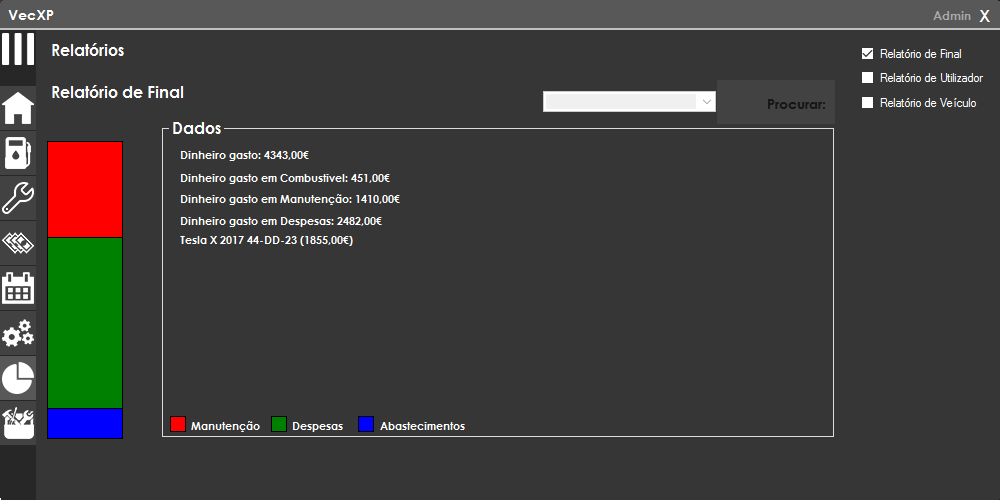 VecXP
Admin X
Relatórios
Relatório de Final
Relatório de Utilizador
Relatório de Veículo
Relatório de Final
Procurar:
Dados
Dinheiro gasto: 4343,00€
Dinheiro gasto em Combustivel: 451,00€
Dinheiro gasto em Manutenção: 1410,00€
Dinheiro gasto em Despesas: 2482,00€
Tesla X 2017 44-DD-23 (1855,00€)
Manutenção Despesas Abastecimentos